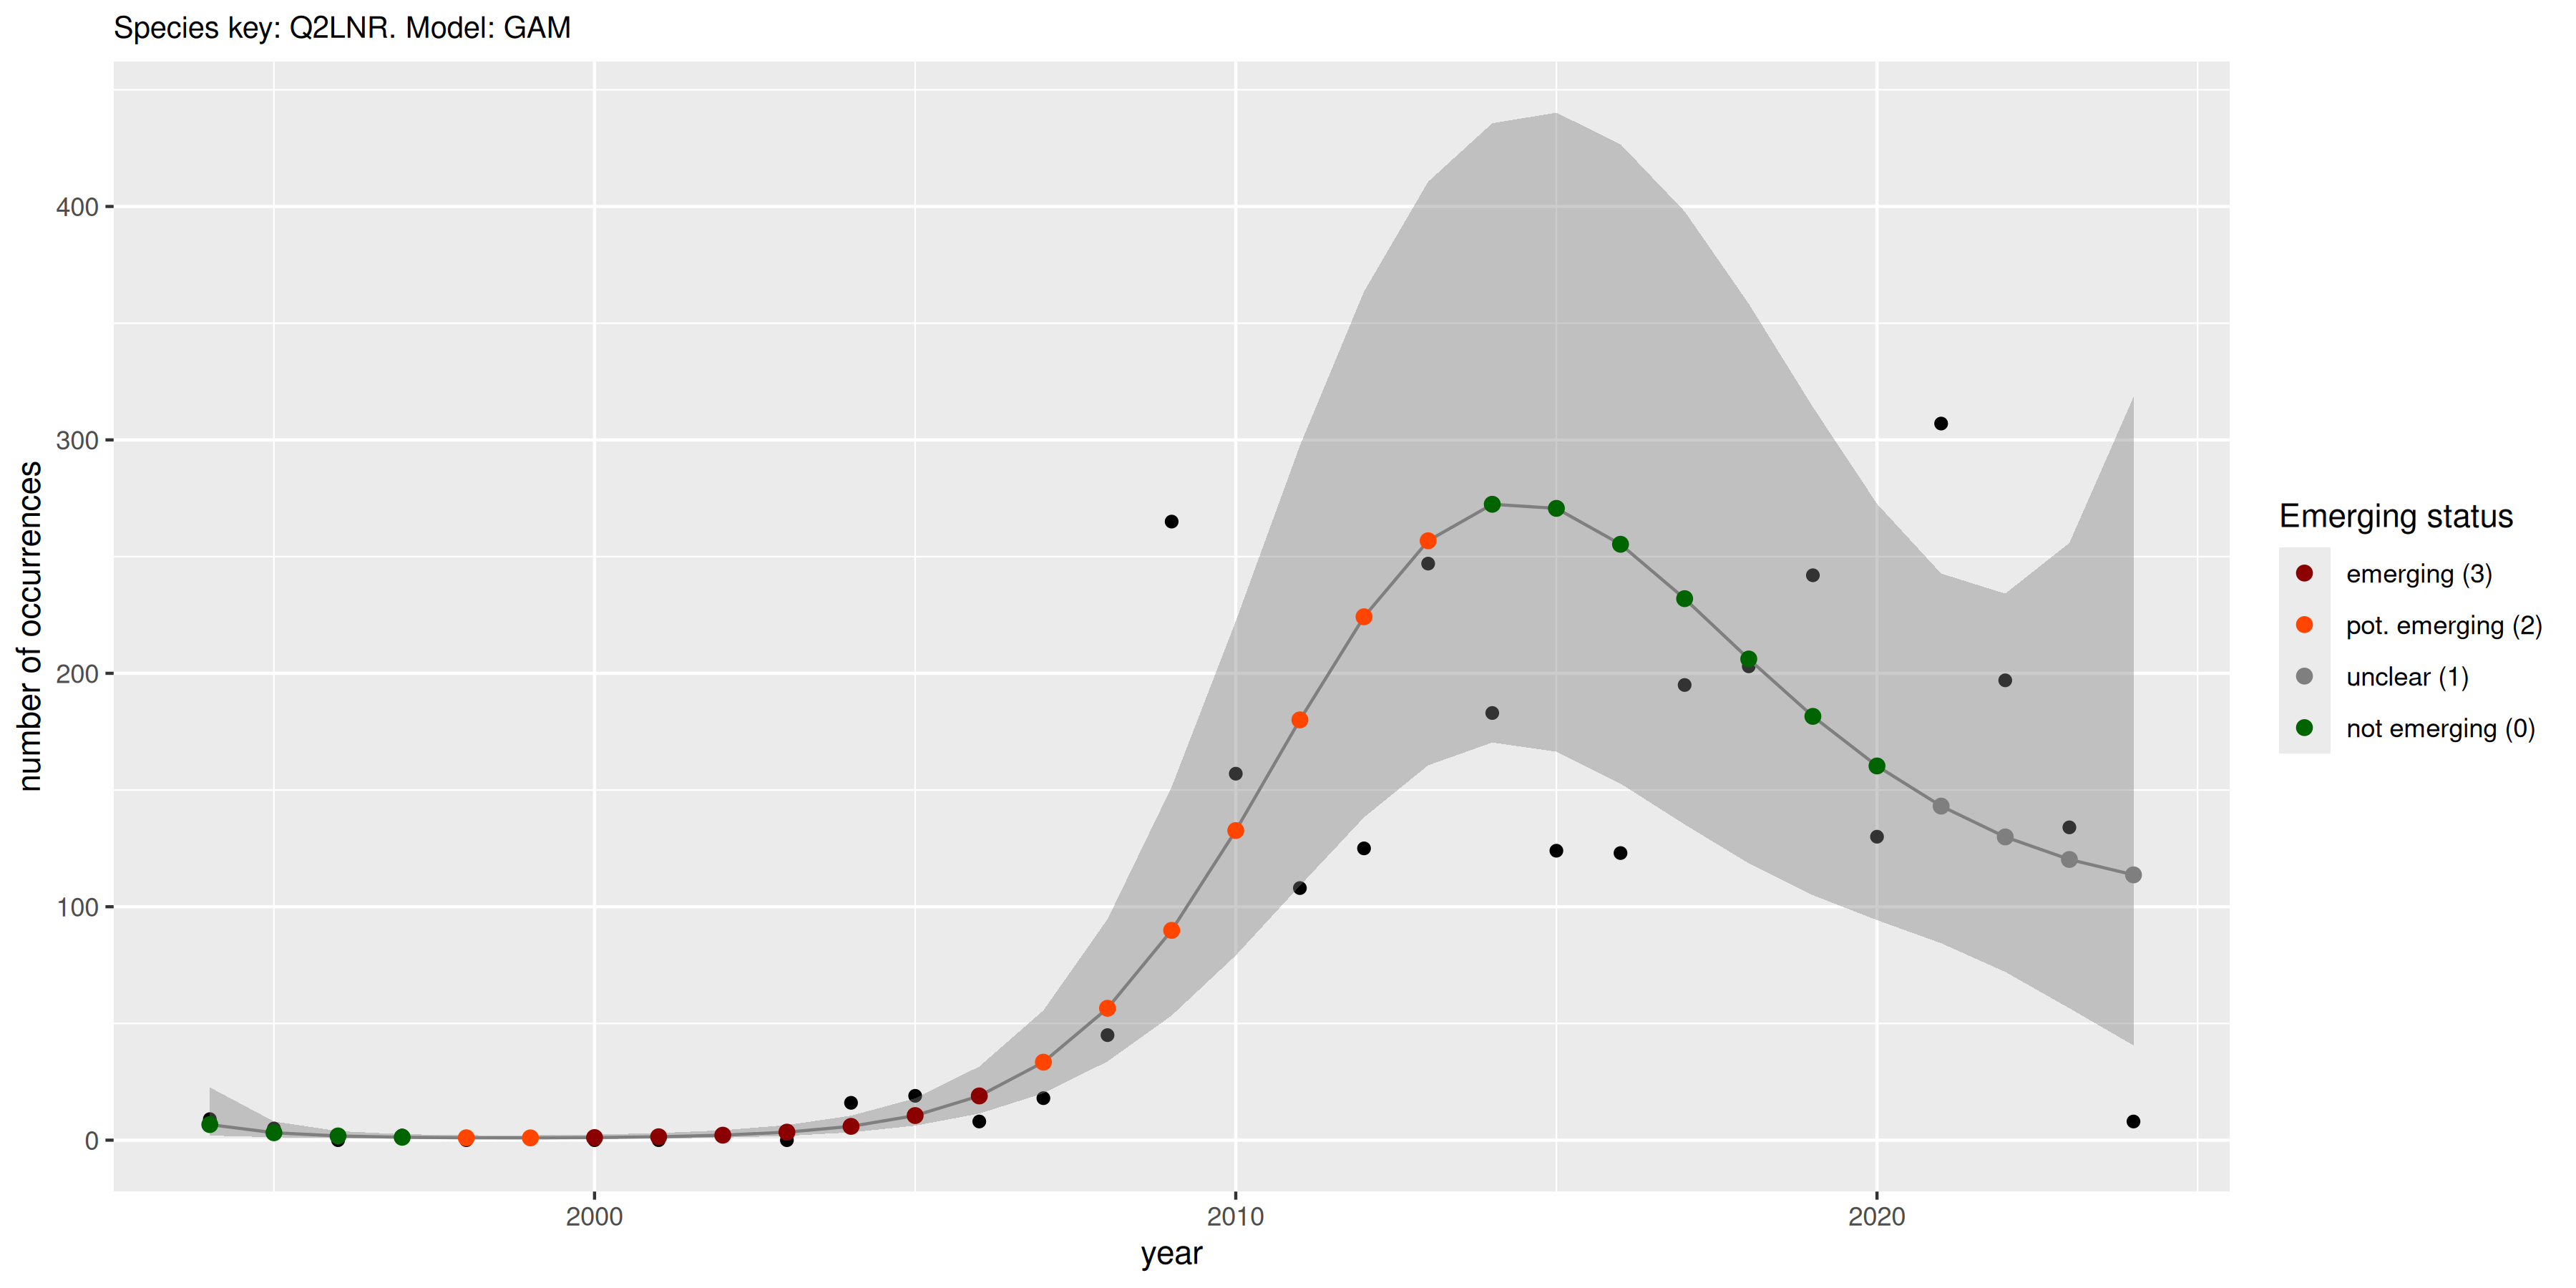 Species key: Q2LNR. Model: GAM
number of occurrences
400
300
200
100
0
2000
2010
2020
year
Emerging status
emerging (3)
pot. emerging (2)
unclear (1)
not emerging (0)